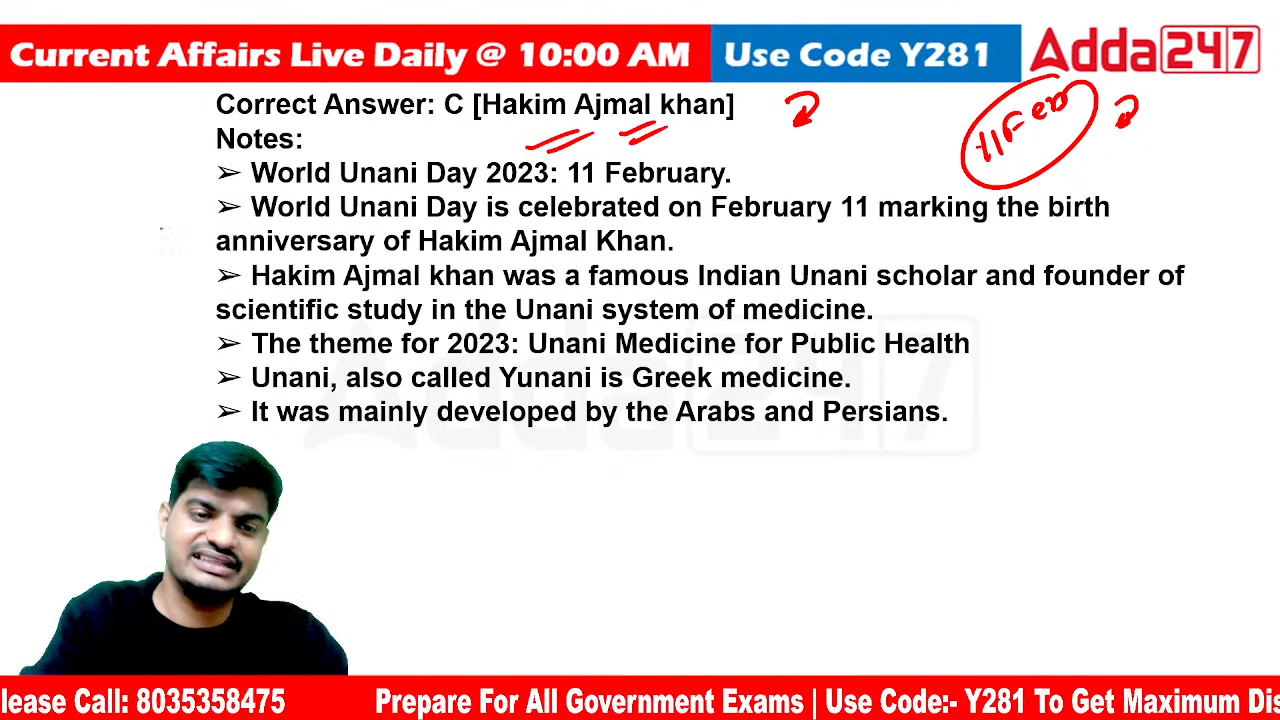 Current Affairs Live Daily @ 10:00 AM
Use Code Y281
Adda247
Correct Answer: C [Hakim Ajmal khan]
11 Feb
Notes:
➢ World Unani Day 2023: 11 February.
➢ World Unani Day is celebrated on February 11 marking the birth
anniversary of Hakim Ajmal Khan.
➢ Hakim Ajmal khan was a famous Indian Unani scholar and founder of
scientific study in the Unani system of medicine.
➢ The theme for 2023: Unani Medicine for Public Health
➢ Unani, also called Yunani is Greek medicine.
➢ It was mainly developed by the Arabs and Persians.
Adda247
lease Call: 8035358475 Prepare For All Government Exams | Use Code:- Y281 To Get Maximum Dis